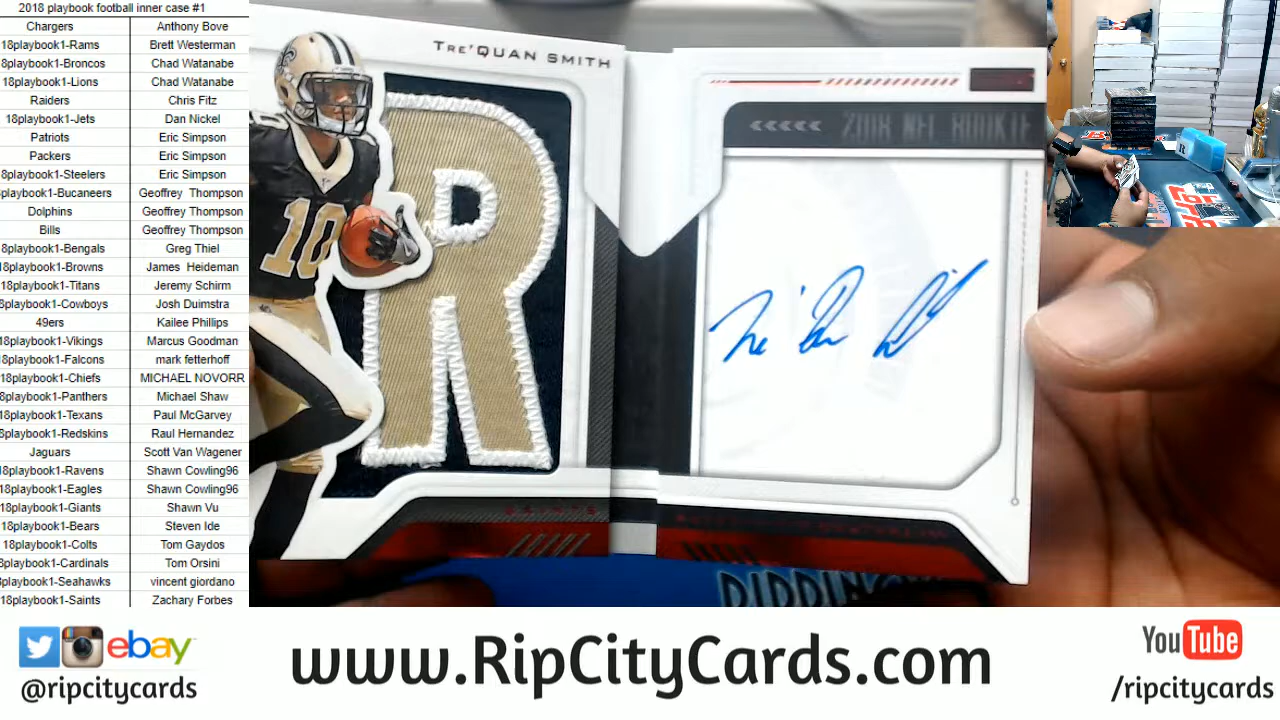 2018 playbook football inner case #1
Chargers Anthony Bove
18playbook1-Rams Brett Westerman
8playbook1-Broncos Chad Watanabe
18playbook1-Lions Chad Watanabe
Raiders Chris Fitz
18playbook1-Jets Dan Nickel
Patriots Eric Simpson
Packers Eric Simpson
8playbook1-Steelers Eric Simpson
playbook1-Bucaneers Geoffrey Thompson
Dolphins Geoffrey Thompson
Bills Geoffrey Thompson
8playbook1-Bengals Greg Thiel
8playbook1-Browns James Heideman
18playbook1-Titans Jeremy Schirm
8playbook1-Cowboys Josh Duimstra
49ers Kailee Phillips
18playbook1-Vikings Marcus Goodman
8playbook1-Falcons mark fetterhoff
18playbook1-Chiefs MICHAEL NOVORR
8playbook1-Panthers Michael Shaw
18playbook1-Texans Paul McGarvey
8playbook1-Redskins Raul Hernandez
Jaguars Scott Van Wagener
18playbook1-Ravens Shawn Cowling96
18playbook1-Eagles Shawn Cowling96
18playbook1-Giants Shawn Vu
18playbook1-Bears Steven Ide
18playbook1-Colts Tom Gaydos
8playbook1-Cardinals Tom Orsini
playbook1-Seahawks vincent giordano
18playbook1-Saints Zachary Forbes
TRE'QUAN SMITH
10
R
SAINTS
2018 NFL ROOKIE
ebay
@ripcitycards
www.RipCityCards.com
YouTube
/ripcitycards